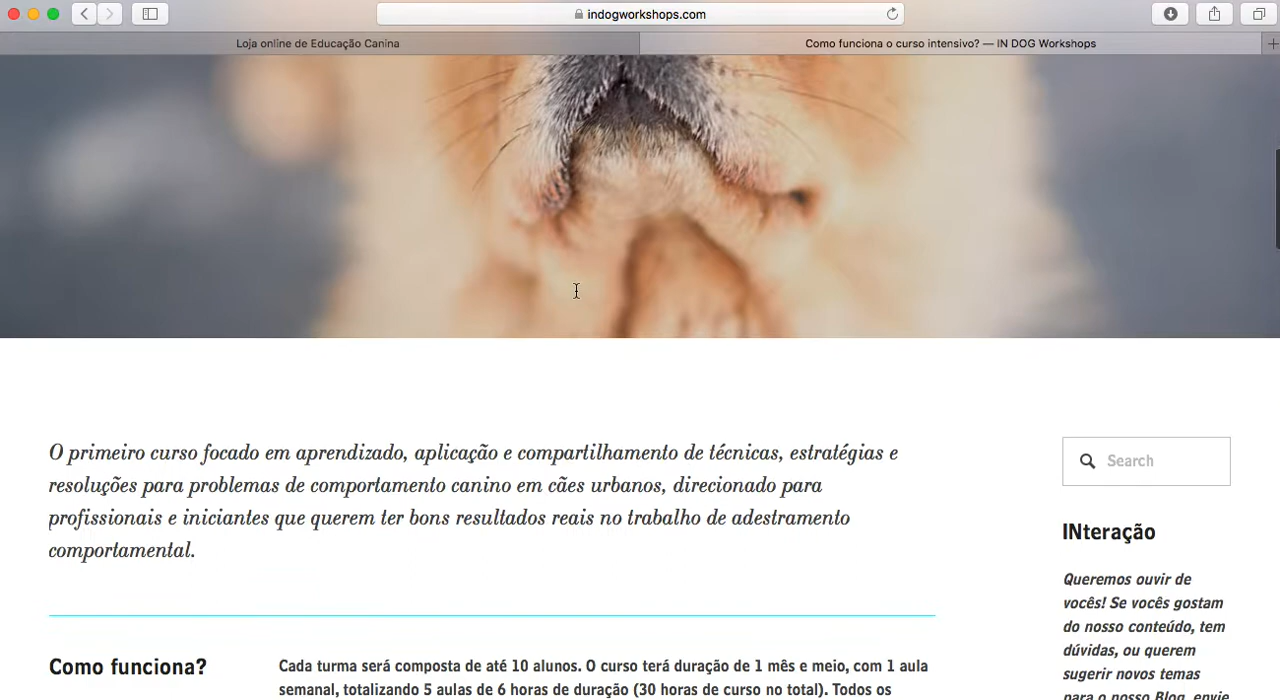 indogworkshops.com
Loja online de Educação Canina
Como funciona o curso intensivo? — IN DOG Workshops
O primeiro curso focado em aprendizado, aplicação e compartilhamento de técnicas, estratégias e
resoluções para problemas de comportamento canino em cães urbanos, direcionado para
profissionais e iniciantes que querem ter bons resultados reais no trabalho de adestramento
comportamental.
Search
INteração
Queremos ouvir de
vocês! Se vocês gostam
do nosso conteúdo, tem
dúvidas, ou querem
sugerir novos temas
para o nosso Blog, envie
Como funciona?
Cada turma será composta de até 10 alunos. O curso terá duração de 1 mês e meio, com 1 aula
semanal, totalizando 5 aulas de 6 horas de duração (30 horas de curso no total). Todos os